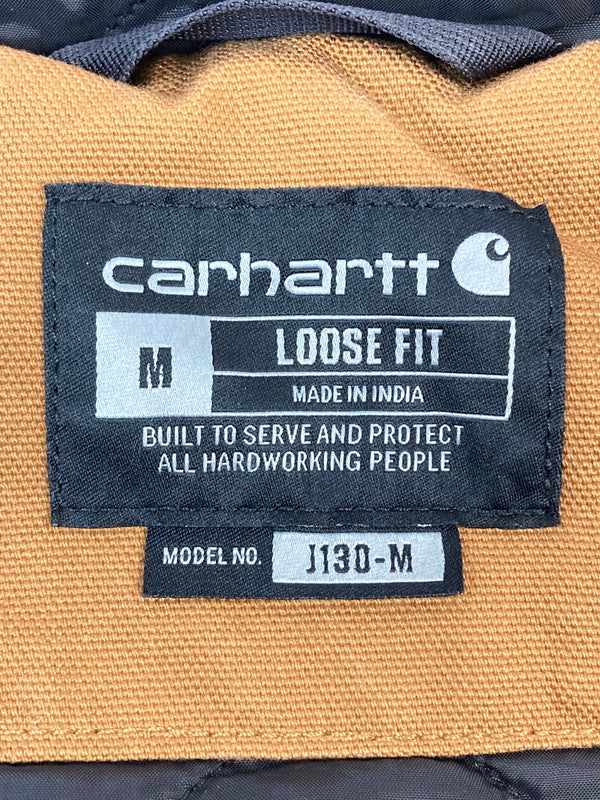 carhartt
M
LOOSE FIT
MADE IN INDIA
BUILT TO SERVE AND PROTECT
ALL HARDWORKING PEOPLE
MODEL NO. J130-M